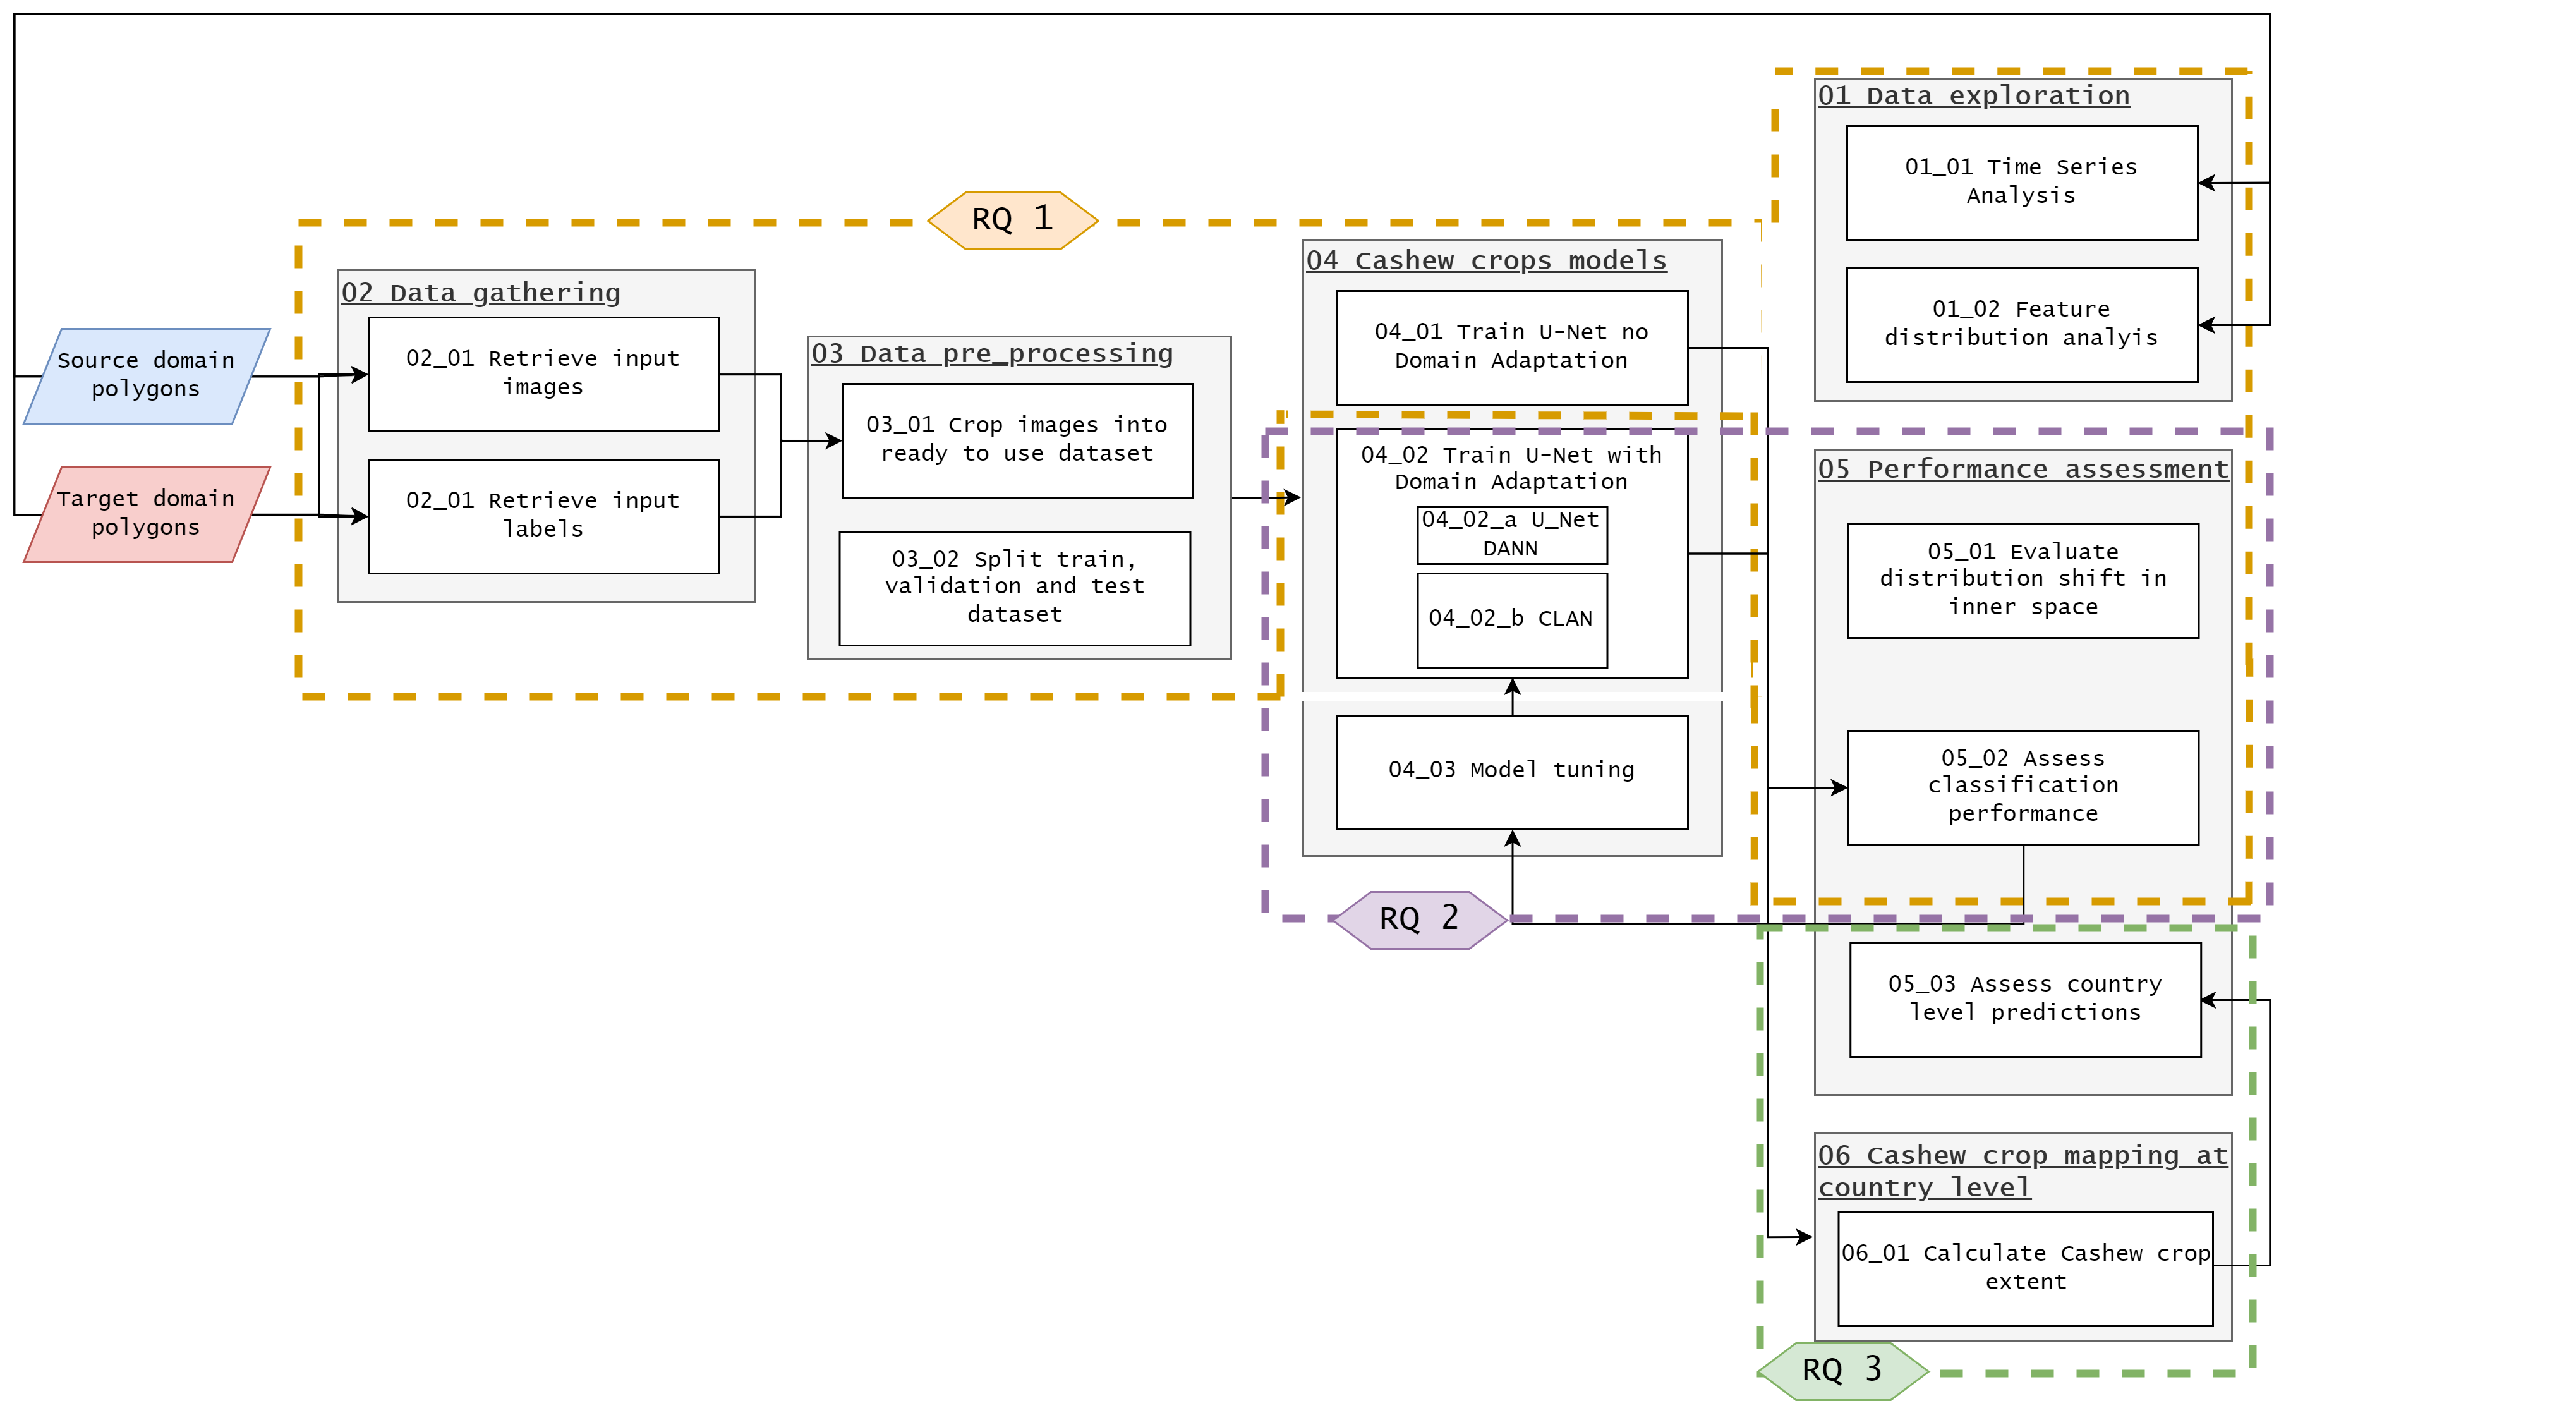 01 Data exploration
01_01 Time Series
Analysis
01_02 Feature
distribution analyis
RQ 1
02 Data gathering
02_01 Retrieve input
images
02_01 Retrieve input
labels
Source domain
polygons
Target domain
polygons
03 Data pre_processing
03_01 Crop images into
ready to use dataset
03_02 Split train,
validation and test
dataset
04 Cashew crops models
04_01 Train U-Net no
Domain Adaptation
04_02 Train U-Net with
Domain Adaptation
04_02_a U_Net
DANN
04_02_b CLAN
04_03 Model tuning
RQ 2
05 Performance assessment
05_01 Evaluate
distribution shift in
inner space
05_02 Assess
classification
performance
05_03 Assess country
level predictions
06 Cashew crop mapping at
country level
06_01 Calculate Cashew crop
extent
RQ 3